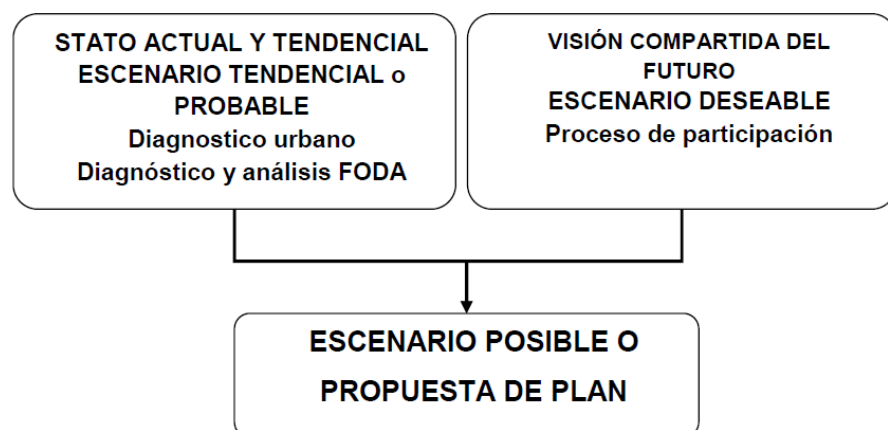 STATO ACTUAL Y TENDENCIAL
ESCENARIO TENDENCIAL o
PROBABLE
Diagnostico urbano
Diagnóstico y análisis FODA
VISIÓN COMPARTIDA DEL
FUTURO
ESCENARIO DESEABLE
Proceso de participación
ESCENARIO POSIBLE O
PROPUESTA DE PLAN